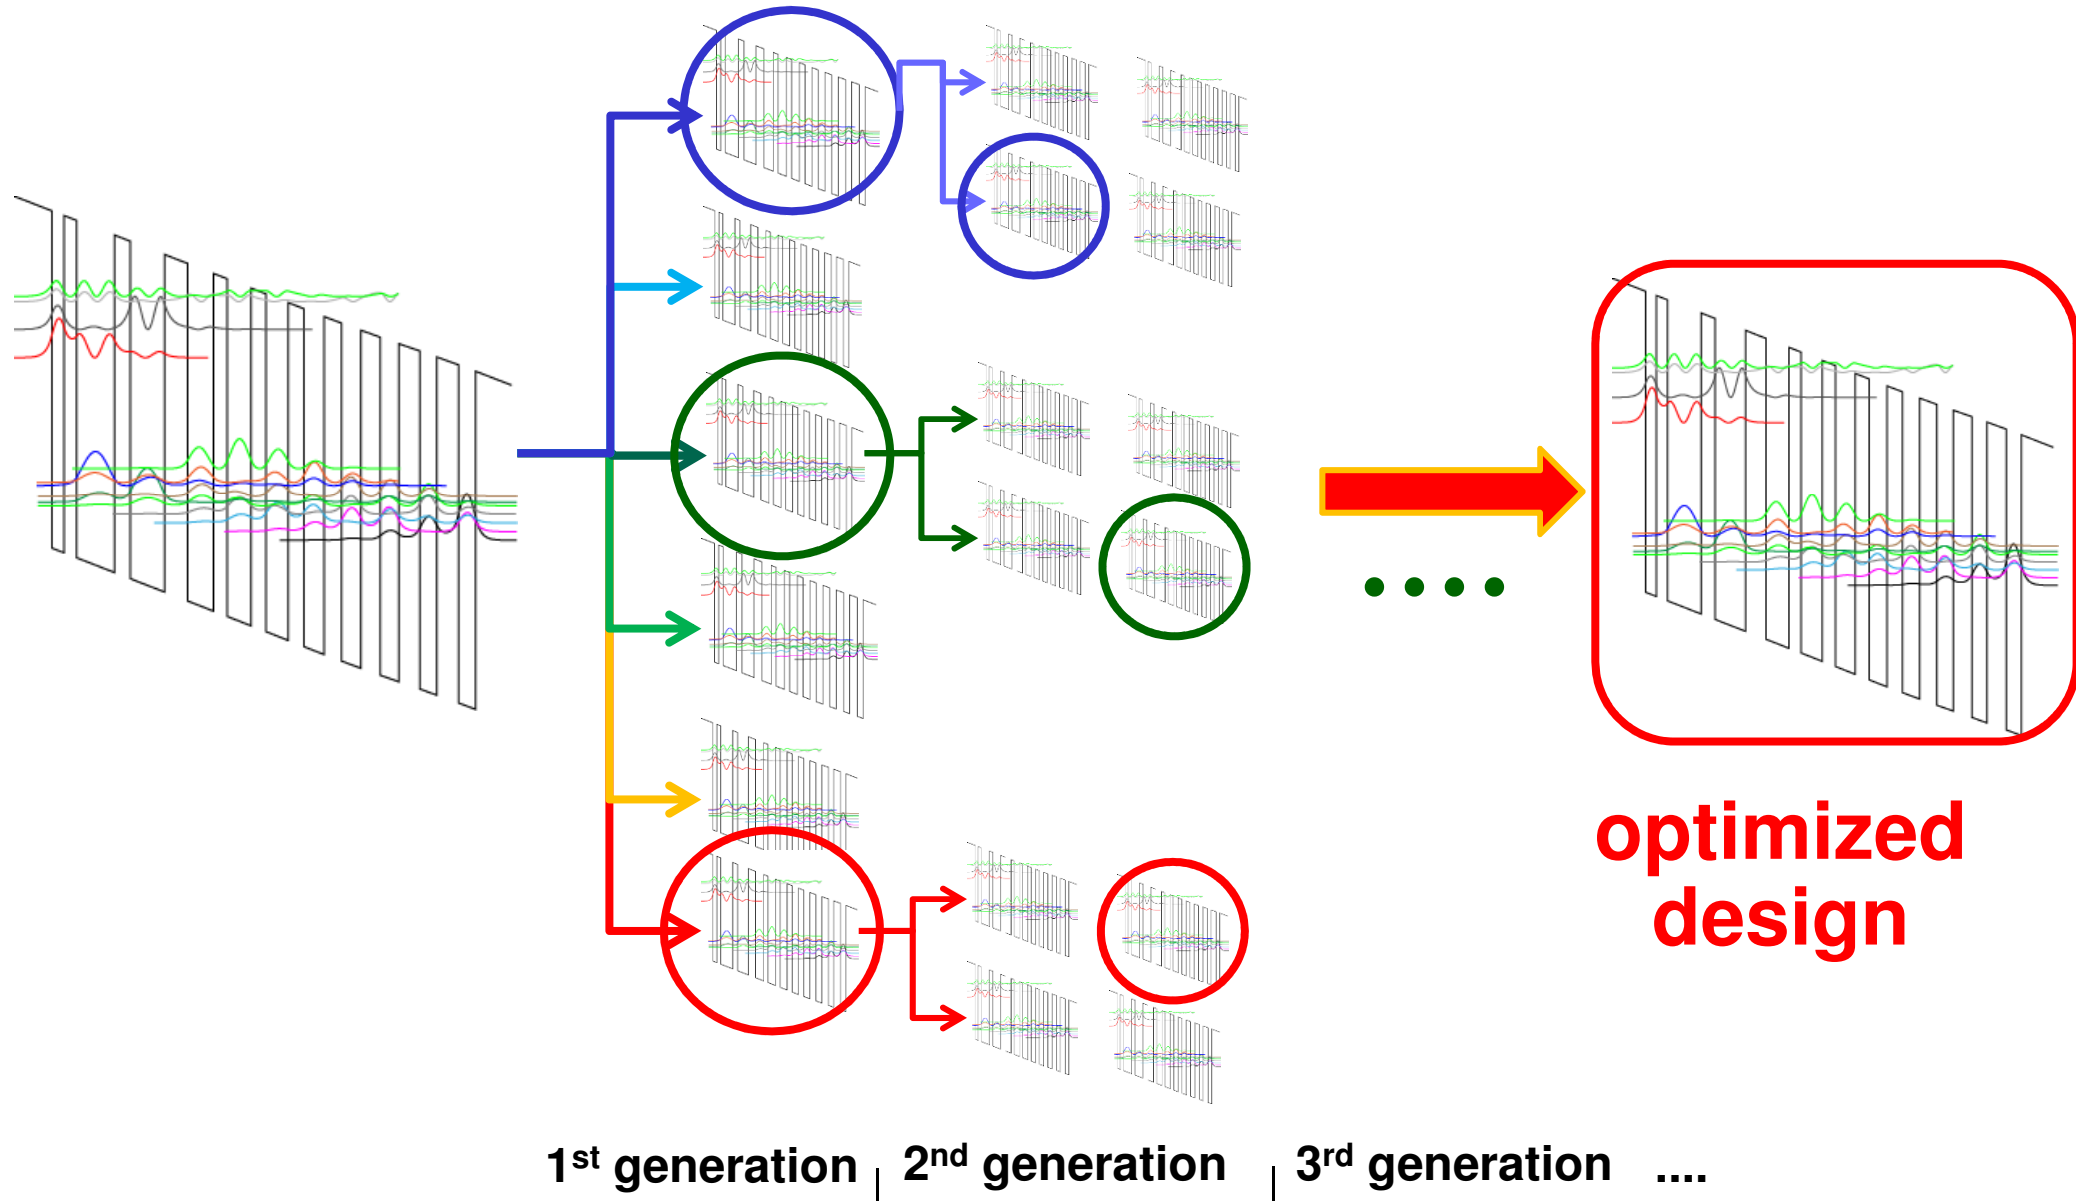 optimized
design
1st generation
2nd generation
3rd generation ....